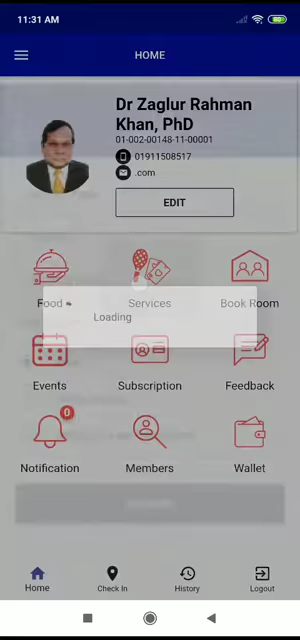 11:31 AM
HOME
Dr Zaglur Rahman
Khan, PhD
01-002-00148-11-00001
01911508517
.com
EDIT
Food Services Book Room
Loading
Events Subscription Feedback
0
Notification Members Wallet
Home Check In History Logout